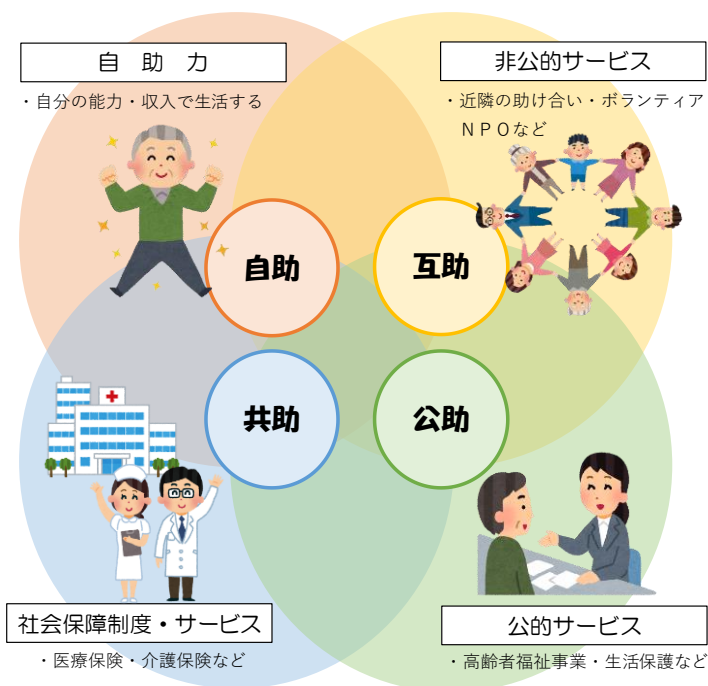 自 助 力
・自分の能力・収入で生活する
非公的サービス
・近隣の助け合い・ボランティア
ＮＰＯなど
自助
互助
共助
公助
社会保障制度・サービス
・医療保険・介護保険など
公的サービス
・高齢者福祉事業・生活保護など